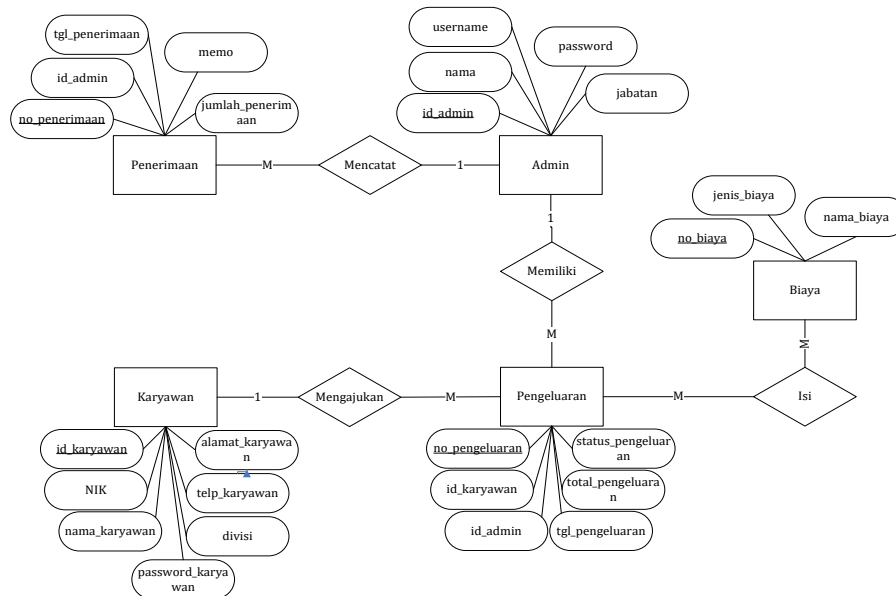 tgl_penerimaan
memo
id_admin
no_penerimaan
jumlah_penerim
aan
Penerimaan
M
Mencatat
1
username
password
nama
jabatan
id_admin
Admin
1
Memiliki
M
jenis_biaya
nama_biaya
no_biaya
Biaya
M
Isi
M
Karyawan
1
Mengajukan
M
Pengeluaran
id_karyawan
alamat_karyawa
n
NIK
telp_karyawan
nama_karyawan
divisi
password_karya
wan
no_pengeluaran
status_pengelua
ran
id_karyawan
total_pengeluara
n
id_admin
tgl_pengeluaran